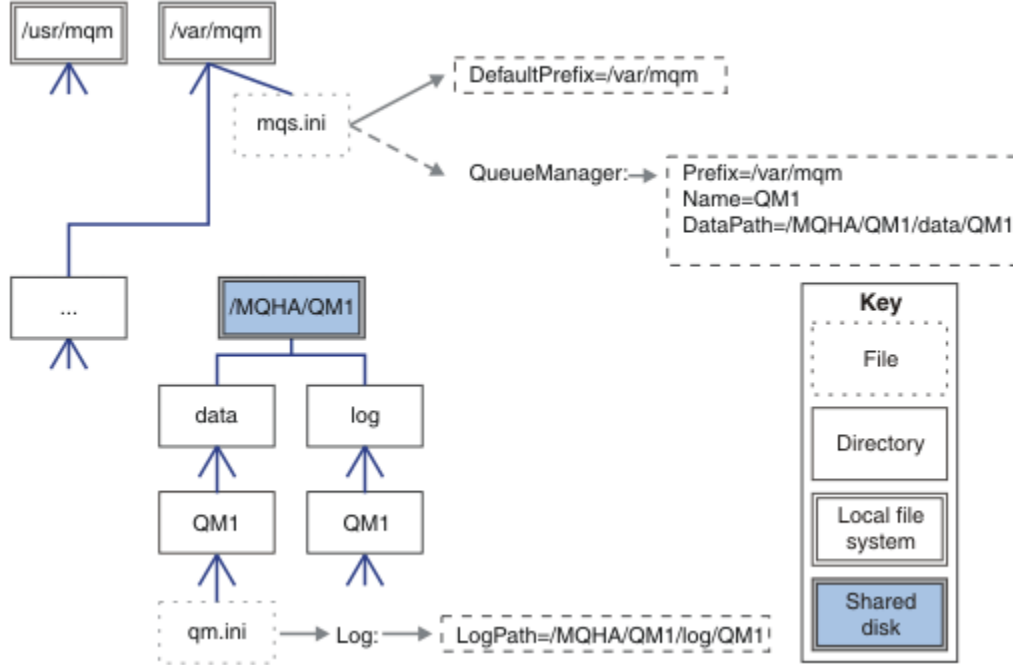 /usr/mqm
/var/mqm
DefaultPrefix=/var/mqm
mqs.ini
QueueManager:
Prefix=/var/mqm
Name=QM1
DataPath=/MQHA/QM1/data/QM1
...
/MQHA/QM1
Key
File
data
log
Directory
QM1
QM1
Local file
system
Shared
disk
qm.ini
Log:
LogPath=/MQHA/QM1/log/QM1